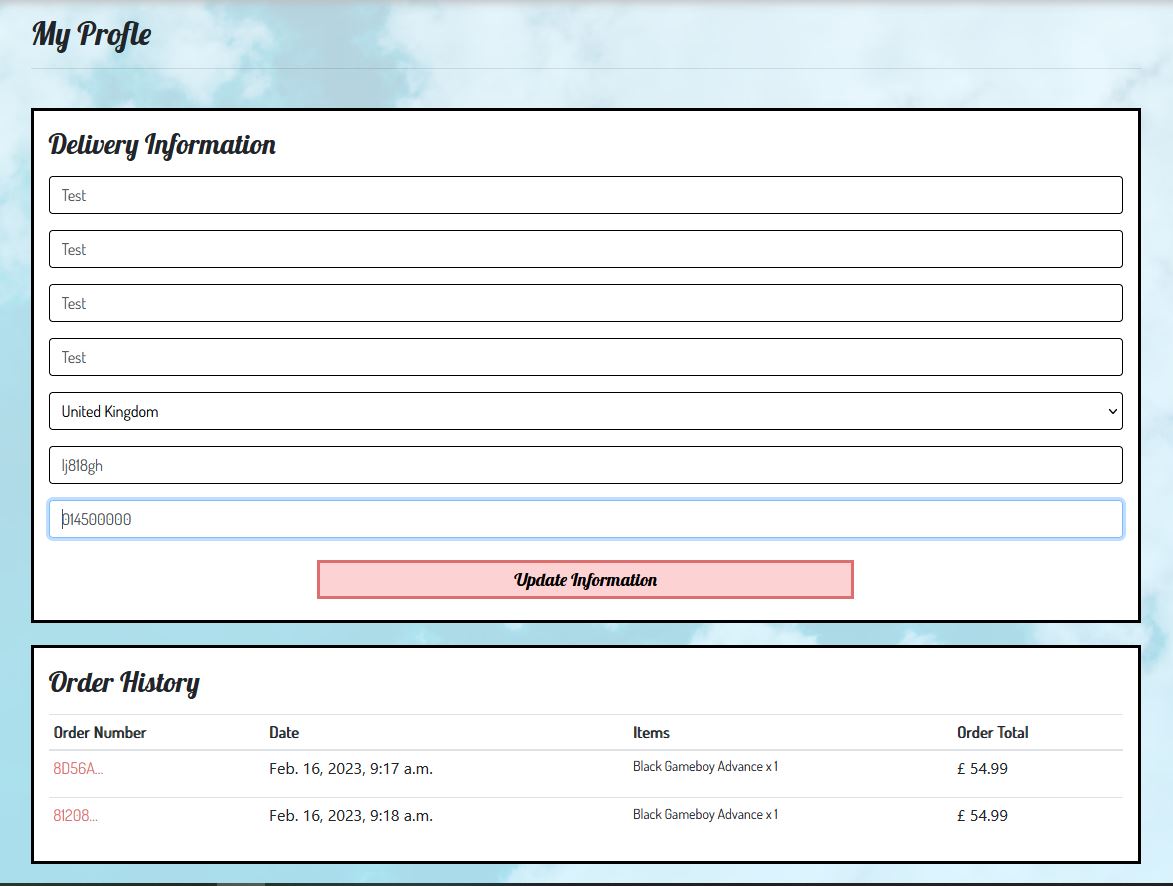 My Profle
Delivery Information
Test
Test
Test
Test
United Kingdom
lj818gh
014500000
Update Information
Order History
Order Number Date Items Order Total
8D56A... Feb. 16, 2023, 9:17 a.m. Black Gameboy Advance x 1 £ 54.99
81208... Feb. 16, 2023, 9:18 a.m. Black Gameboy Advance x 1 £ 54.99